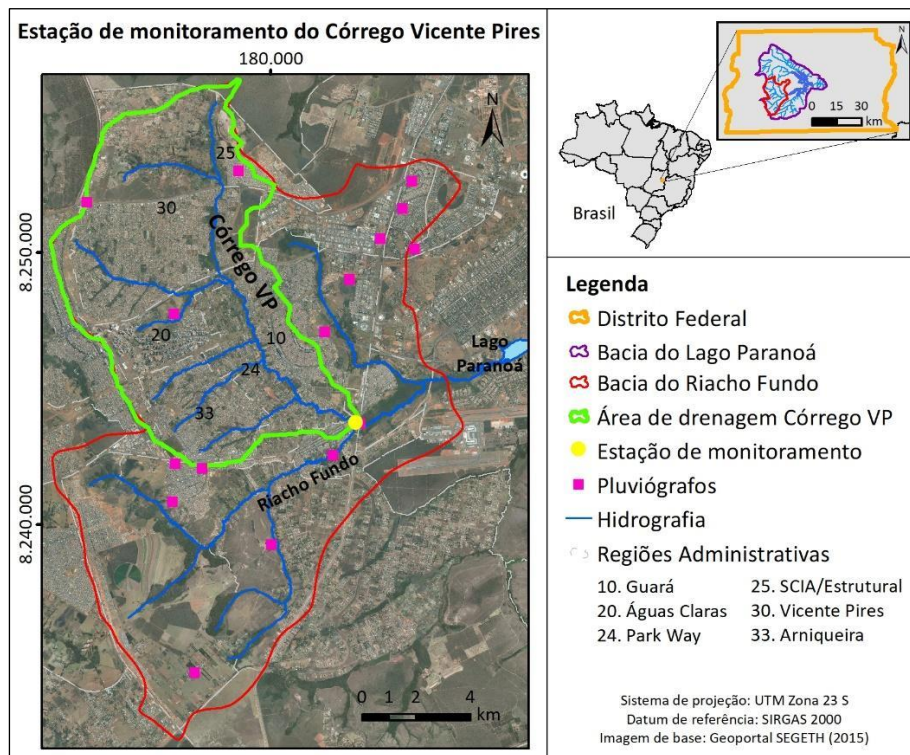 Estação de monitoramento do Córrego Vicente Pires
180.000
N
25
30
Córrego VP
8.250.000
20
10
24
33
Lago
Paranoá
Riacho Fundo
8.240.000
0 1 2 4
km
N
0 15 30
km
Brasil
Legenda
Distrito Federal
Bacia do Lago Paranoá
Bacia do Riacho Fundo
Área de drenagem Córrego VP
Estação de monitoramento
Pluviógrafos
Hidrografia
Regiões Administrativas
10. Guará 25. SCIA/Estrutural
20. Águas Claras 30. Vicente Pires
24. Park Way 33. Arniqueira
Sistema de projeção: UTM Zona 23 S
Datum de referência: SIRGAS 2000
Imagem de base: Geoportal SEGETH (2015)